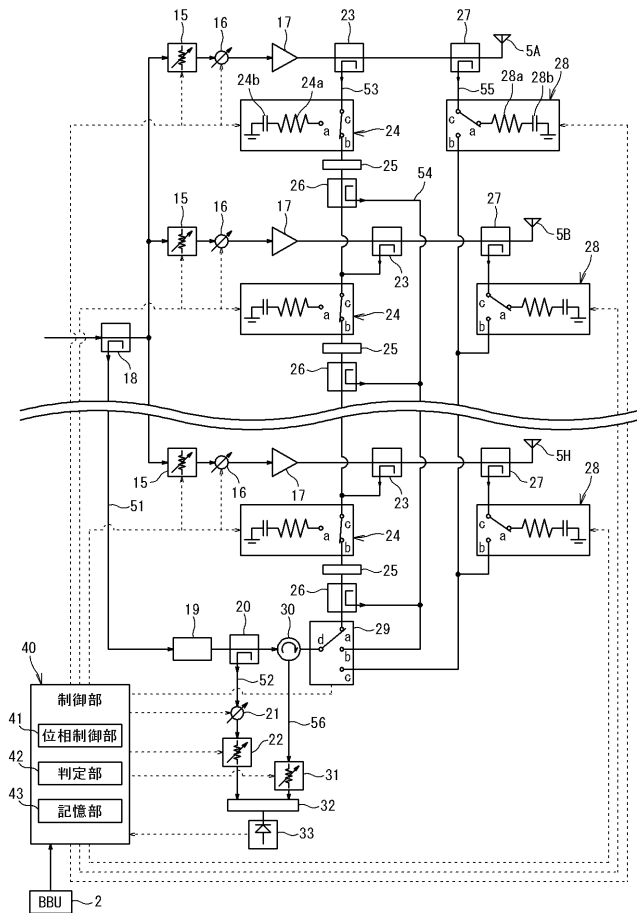 15 16 17 23 27 5A
24b 24a 53 55 28a 28b 28
a c b 24 c a b
25
26 54
15 16 17 27 5B
23 28
a c b 24 c a b
18 25
26
15 16 17 23 27 5H
28
51 a c b 24 c a b
25
26
19 20 30 29
d a b c
40 52
制御部 21 56
41 位相制御部
22
42 判定部 31
43 記憶部 32
33
BBU 2